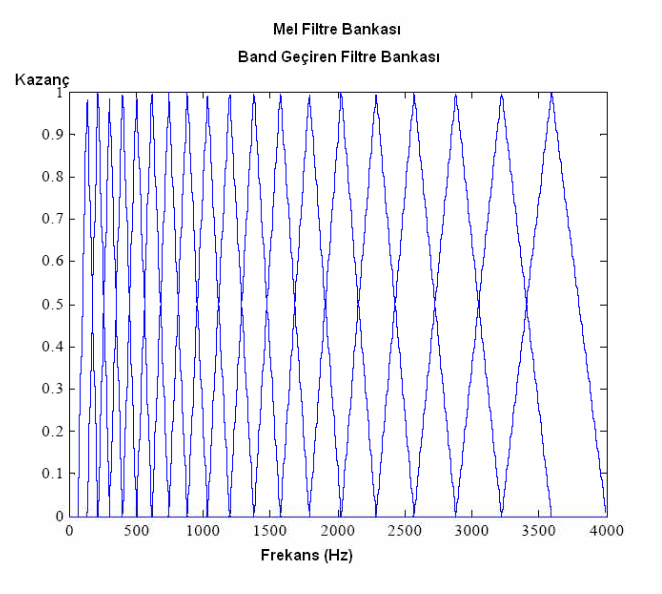 Mel Filtre Bankası
Band Geçiren Filtre Bankası
Kazanç
1
0.9
0.8
0.7
0.6
0.5
0.4
0.3
0.2
0.1
0
0 500 1000 1500 2000 2500 3000 3500 4000
Frekans (Hz)